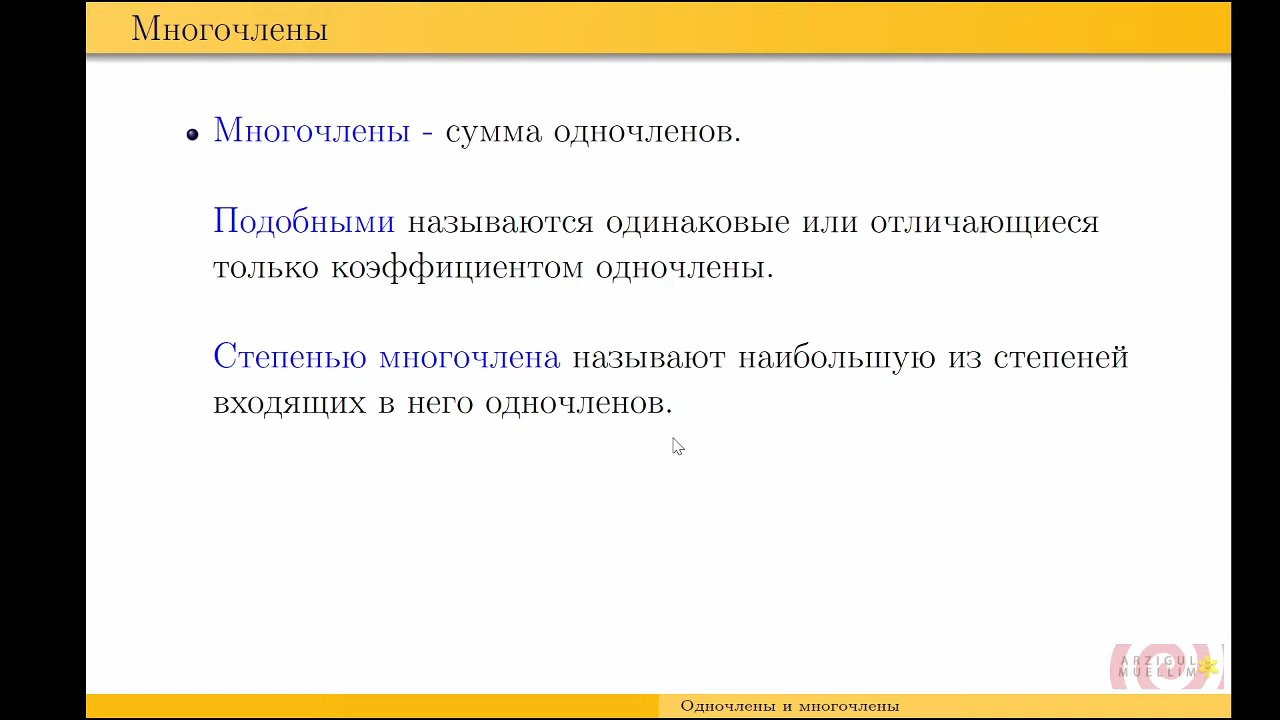 Многочлены
Многочлены - сумма одночленов.
Подобными называются одинаковые или отличающиеся
только коэффициентом одночлены.
Степенью многочлена называют наибольшую из степеней
входящих в него одночленов.
ARZIGUL
MUELLIM
Одночлены и многочлены